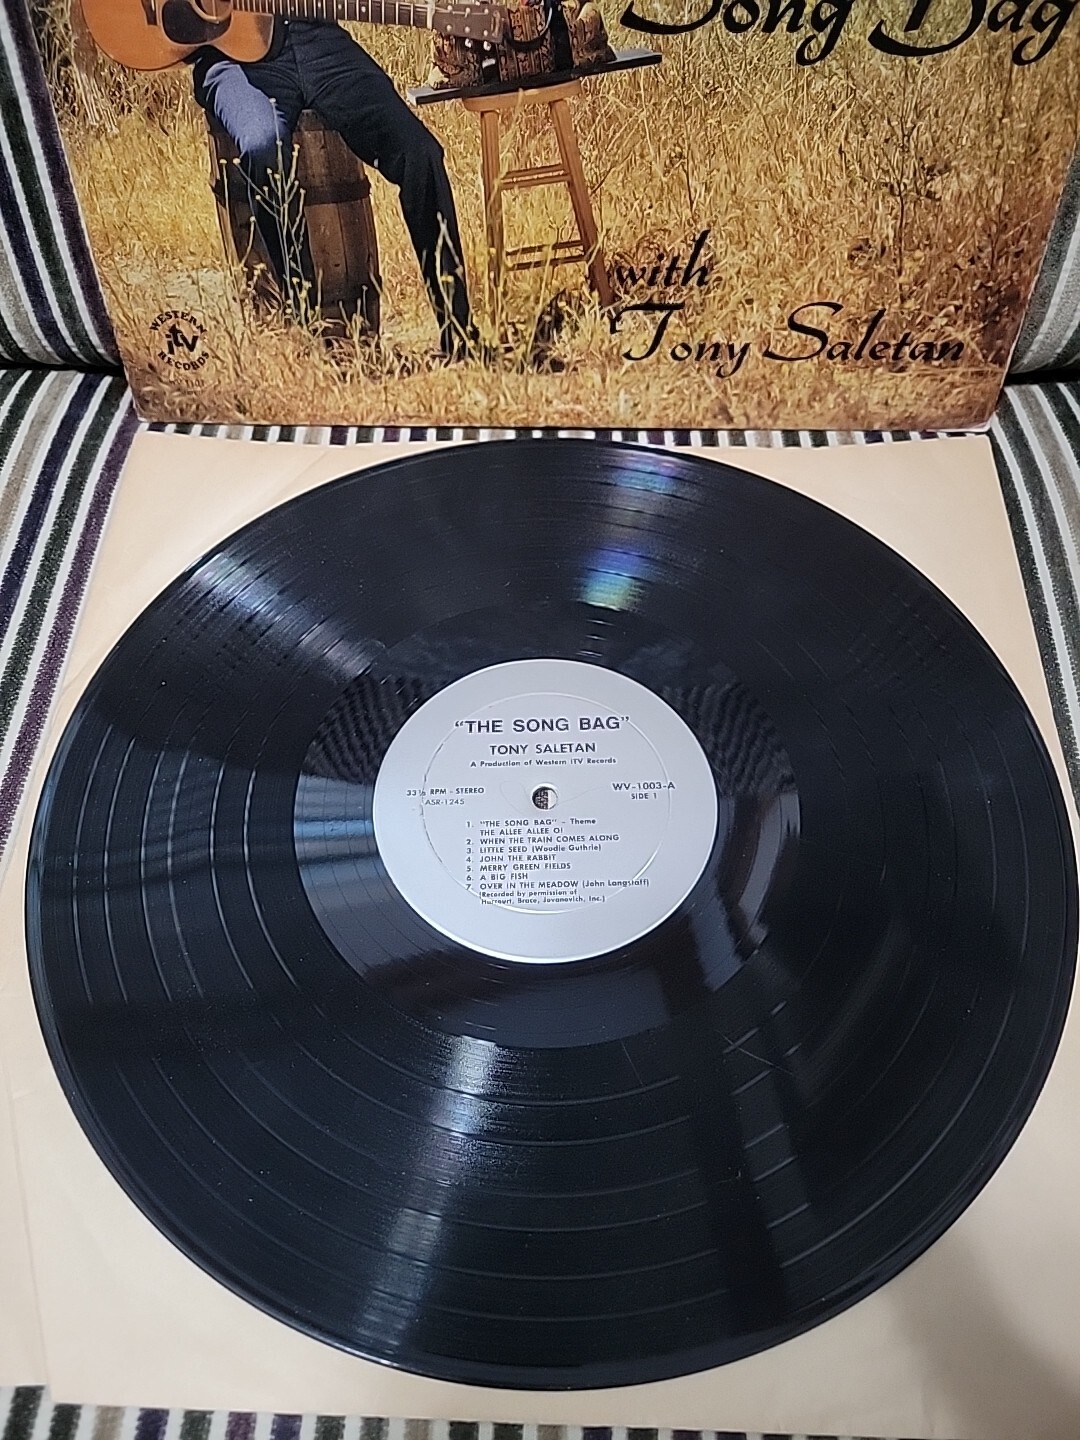 Song Bag
with
Tony Saletan
WESTERN
iTV
RECORDS
"THE SONG BAG"
TONY SALETAN
A Production of Western ITV Records
33⅓ RPM - STEREO
ASR-1245
WV-1003-A
SIDE 1
1. "THE SONG BAG" - Theme
THE ALLEE ALLEE O!
2. WHEN THE TRAIN COMES ALONG
3. LITTLE SEED (Woodie Guthrie)
4. JOHN THE RABBIT
5. MERRY GREEN FIELDS
6. A BIG FISH
7. OVER IN THE MEADOW (John Langstaff)
(Recorded by permission of
Harcourt, Brace, Jovanovich, Inc.)